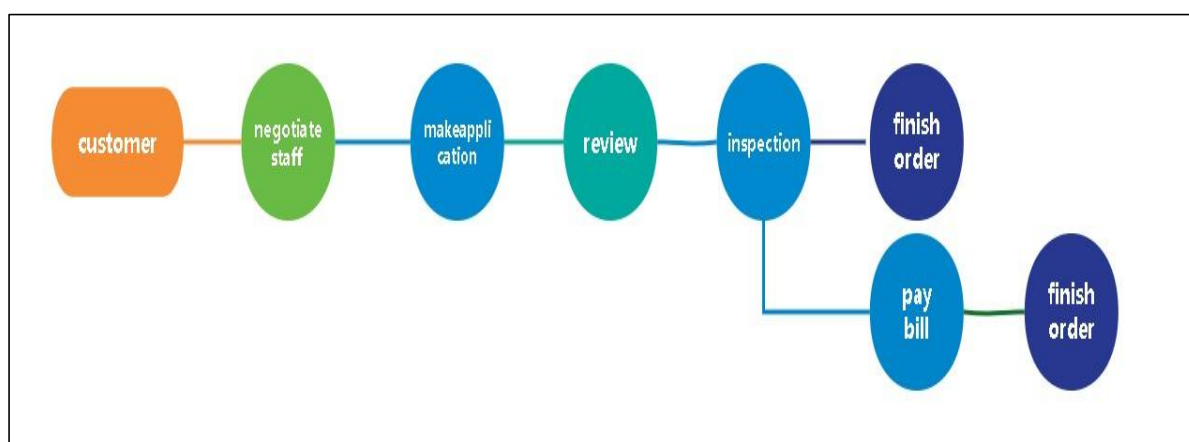 customer
negotiate
staff
makeappli
cation
review
inspection
finish
order
pay
bill
finish
order